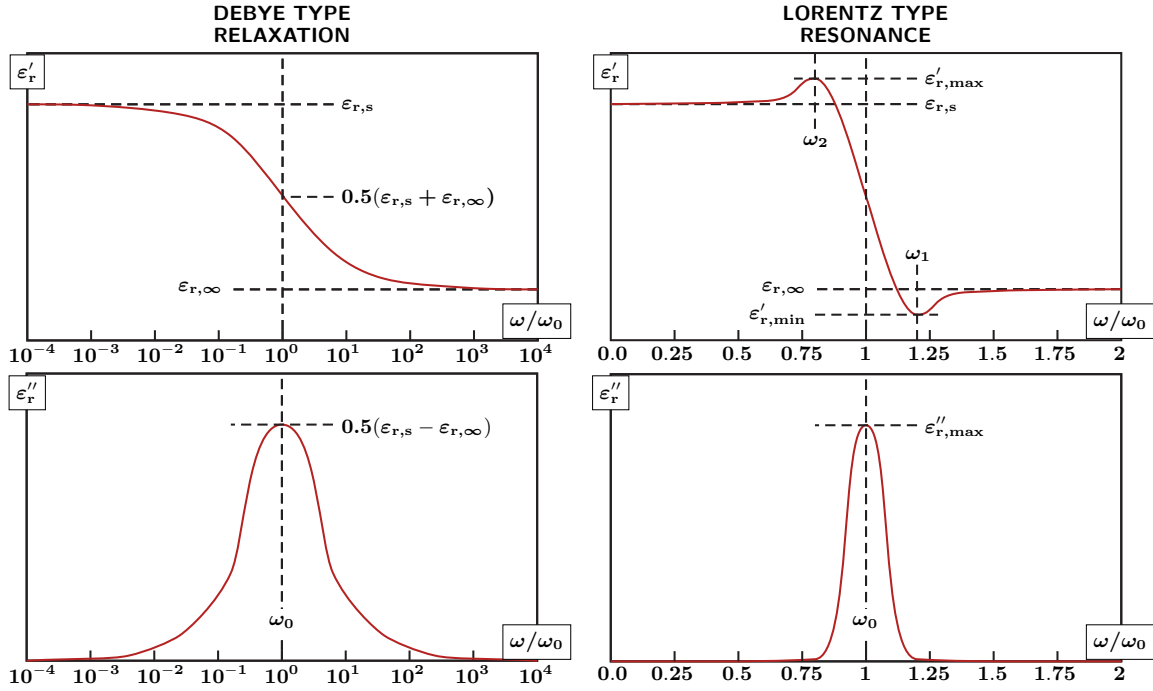 DEBYE TYPE
RELAXATION
LORENTZ TYPE
RESONANCE
ε′r
εr,s
0.5(εr,s + εr,∞)
εr,∞
ω/ω0
10⁻⁴ 10⁻³ 10⁻² 10⁻¹ 10⁰ 10¹ 10² 10³ 10⁴
ε′r
ε′r,max
εr,s
ω2
ω1
εr,∞
ε′r,min
ω/ω0
0.0 0.25 0.5 0.75 1 1.25 1.5 1.75 2
ε″r
0.5(εr,s − εr,∞)
ω0
ω/ω0
10⁻⁴ 10⁻³ 10⁻² 10⁻¹ 10⁰ 10¹ 10² 10³ 10⁴
ε″r
ε″r,max
ω0
ω/ω0
0.0 0.25 0.5 0.75 1 1.25 1.5 1.75 2